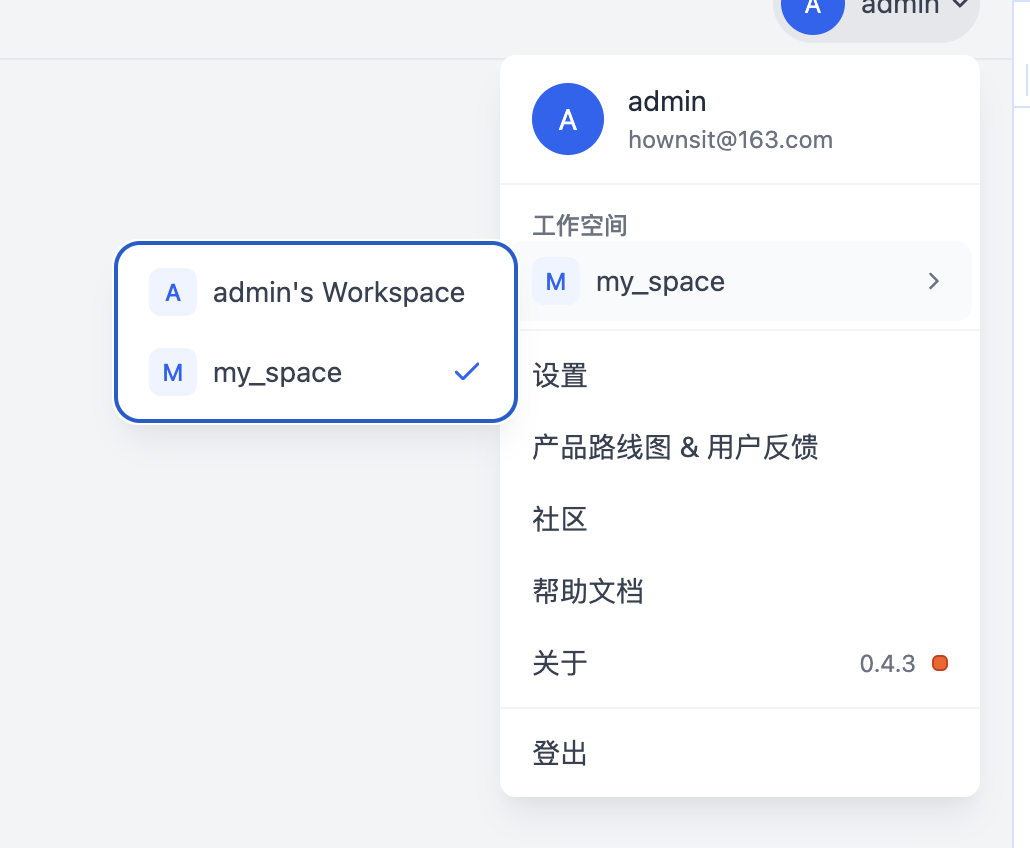 A admin
A admin
hownsit@163.com
工作空间
M my_space
A admin's Workspace
M my_space
设置
产品路线图 & 用户反馈
社区
帮助文档
关于 0.4.3
登出